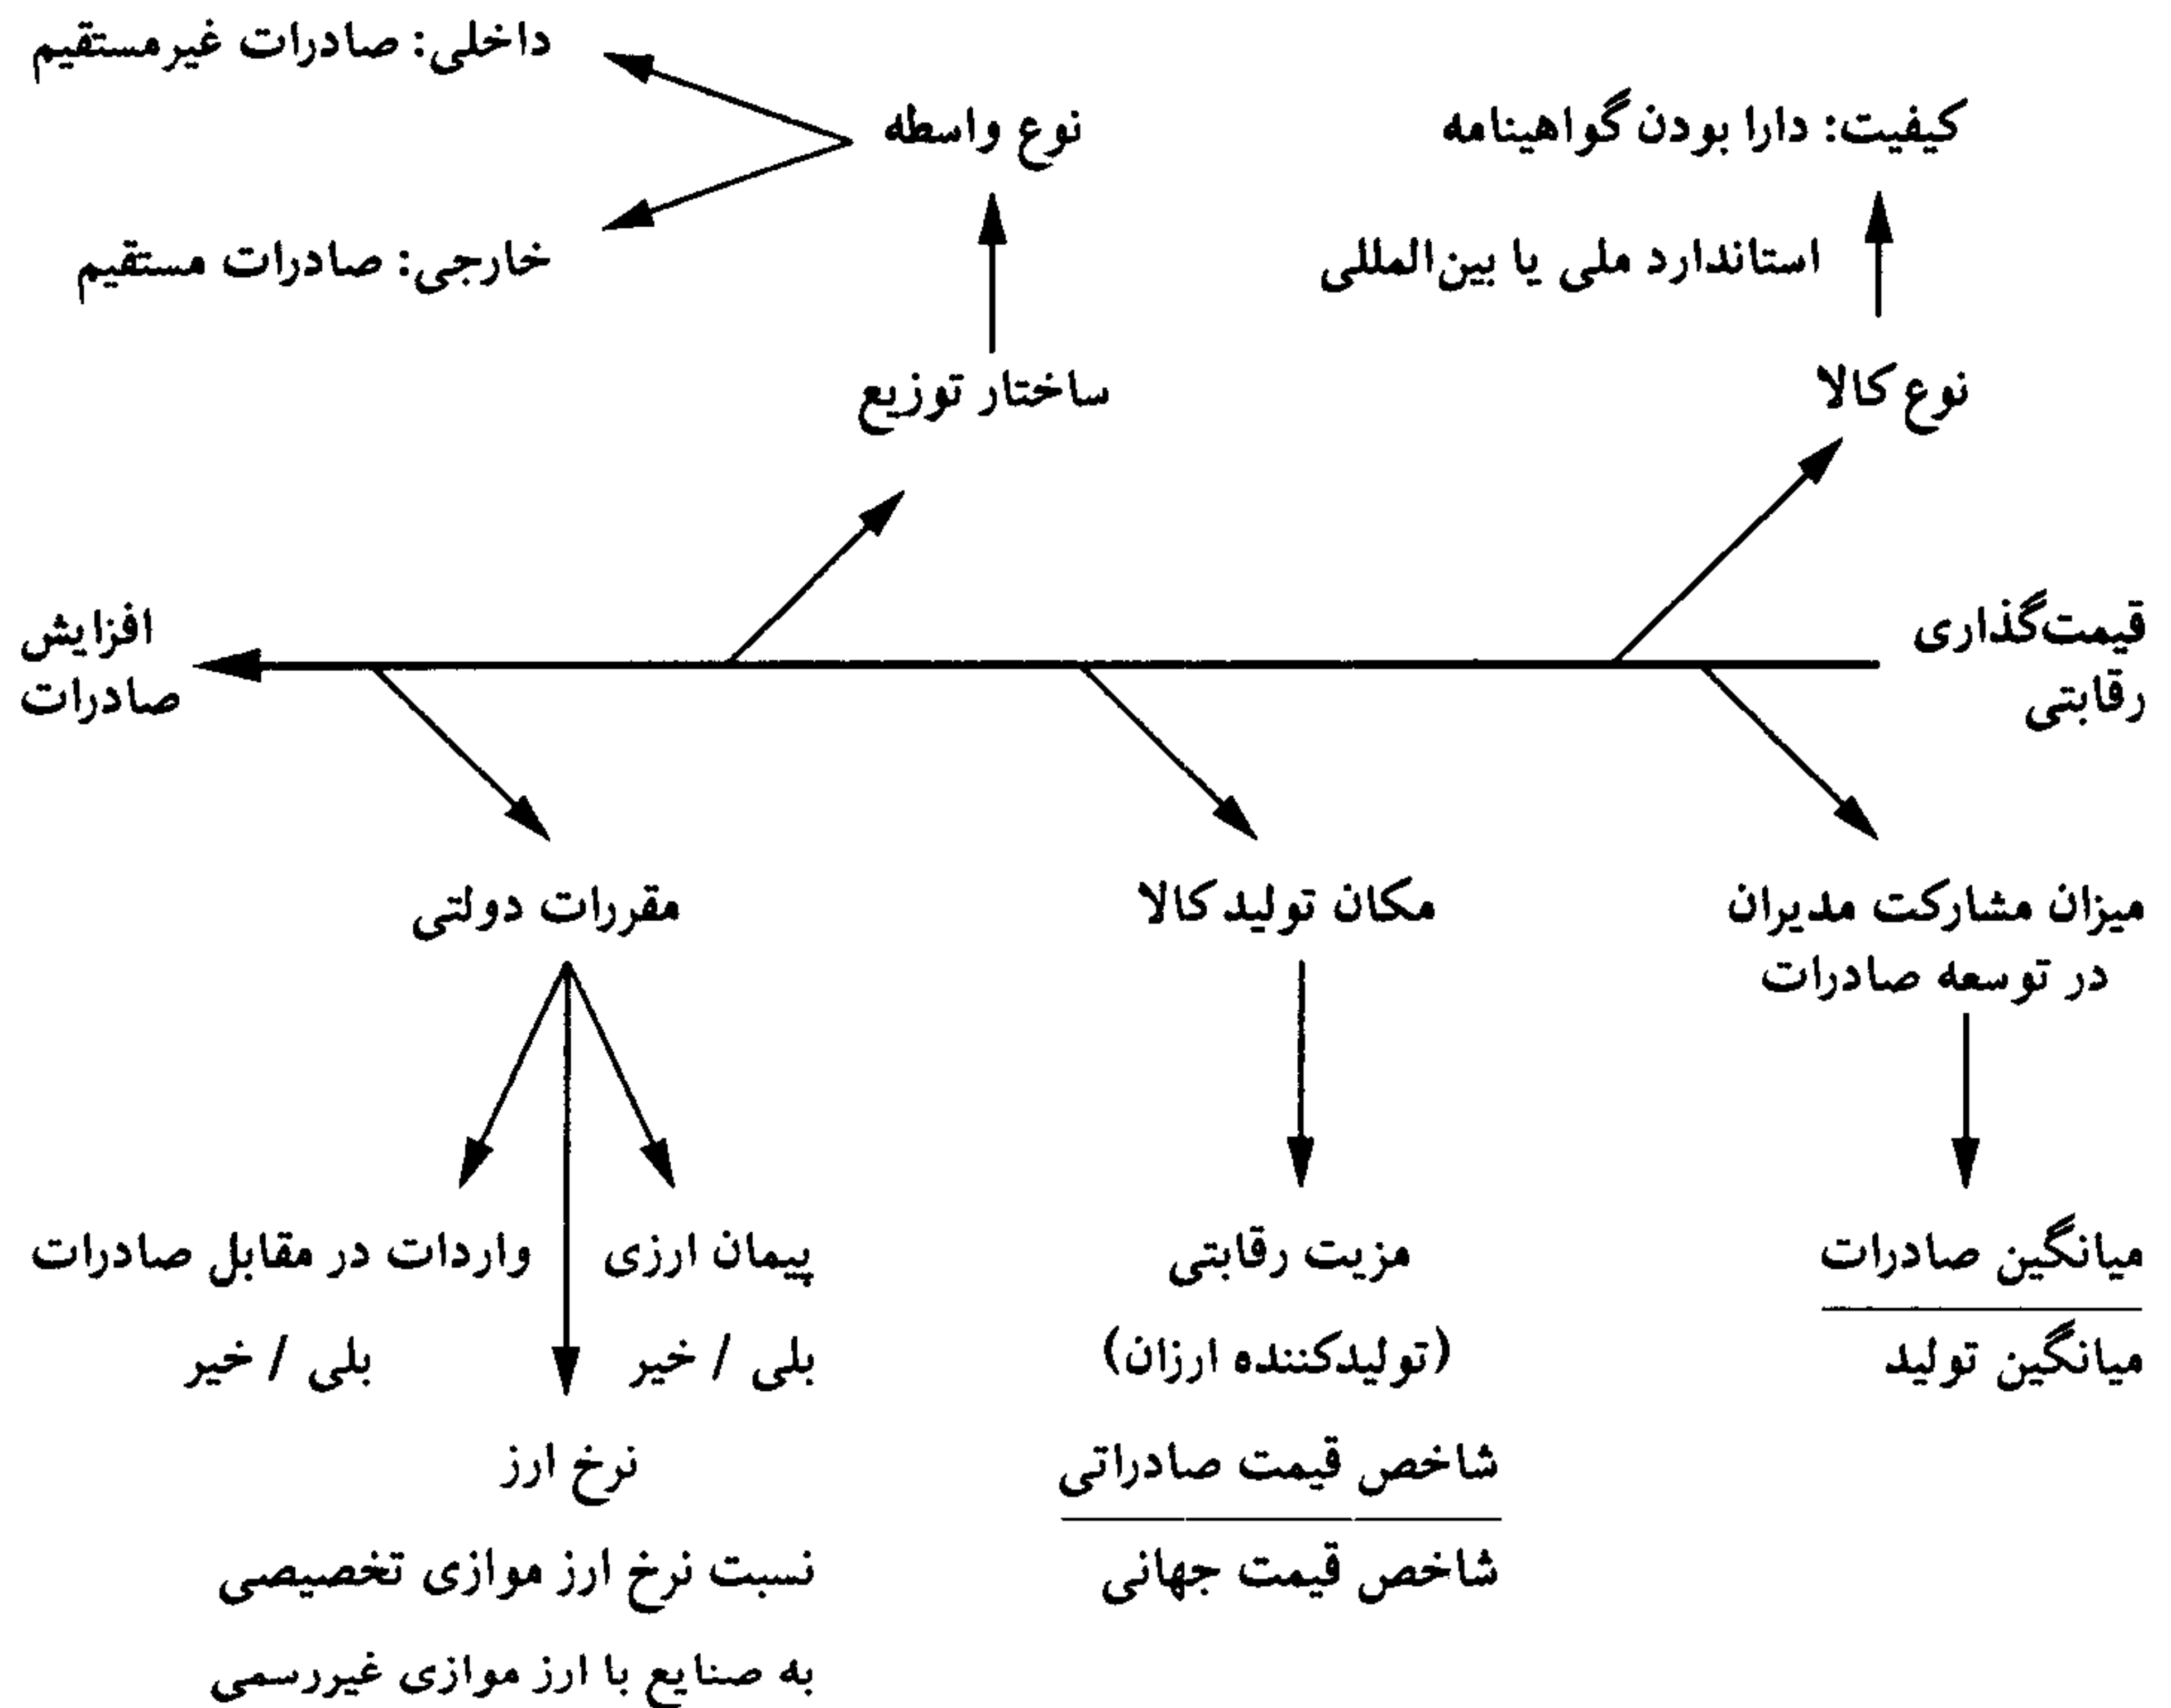 کیفیت: دارا بودن گواهینامه
استاندارد ملی یا بین‌المللی
نوع کالا
نوع واسطه
داخلی: صادرات غیرمستقیم
خارجی: صادرات مستقیم
ساختار توزیع
قیمت‌گذاری
رقابتی
افزایش
صادرات
میزان مشارکت مدیران
در توسعه صادرات
میانگین صادرات
میانگین تولید
مکان تولید کالا
مزیت رقابتی
(تولیدکننده ارزان)
شاخص قیمت صادراتی
شاخص قیمت جهانی
مقررات دولتی
پیمان ارزی
بلی / خیر
واردات در مقابل صادرات
بلی / خیر
نرخ ارز
نسبت نرخ ارز موازی تخصیصی
به صنایع با ارز موازی غیررسمی